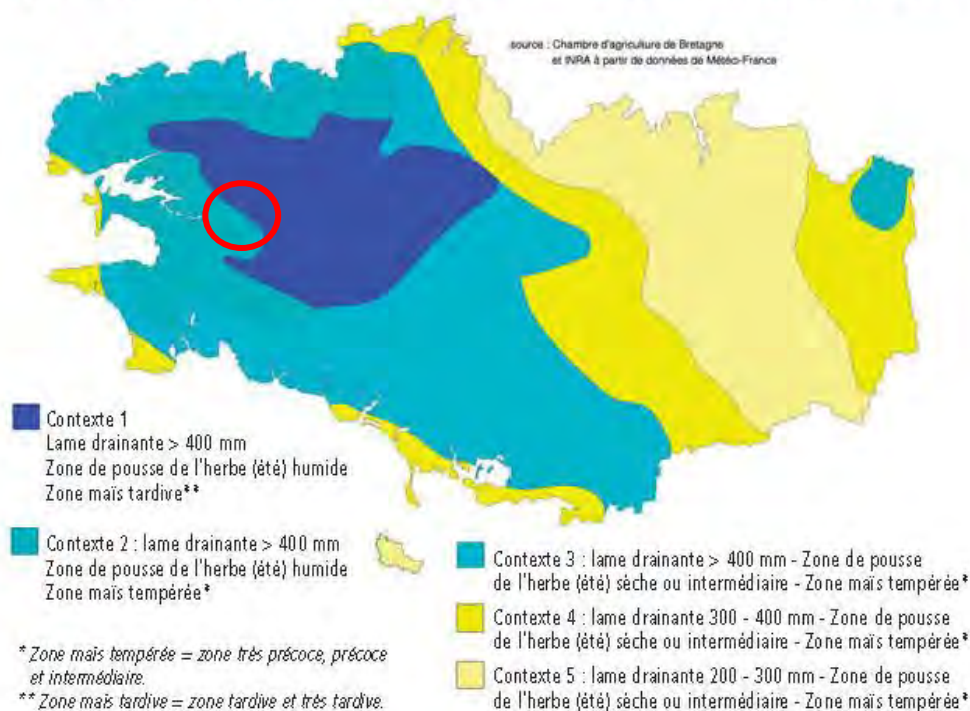 source : Chambre d'agriculture de Bretagne
et INRA à partir de données de Météo-France
Contexte 1
Lame drainante > 400 mm
Zone de pousse de l'herbe (été) humide
Zone maïs tardive**
Contexte 2 : lame drainante > 400 mm
Zone de pousse de l'herbe (été) humide
Zone maïs tempérée*
* Zone maïs tempérée = zone très précoce, précoce
et intermédiaire.
** Zone maïs tardive = zone tardive et très tardive.
Contexte 3 : lame drainante > 400 mm - Zone de pousse
de l'herbe (été) sèche ou intermédiaire - Zone maïs tempérée*
Contexte 4 : lame drainante 300 - 400 mm - Zone de pousse
de l'herbe (été) sèche ou intermédiaire - Zone maïs tempérée*
Contexte 5 : lame drainante 200 - 300 mm - Zone de pousse
de l'herbe (été) sèche ou intermédiaire - Zone maïs tempérée*